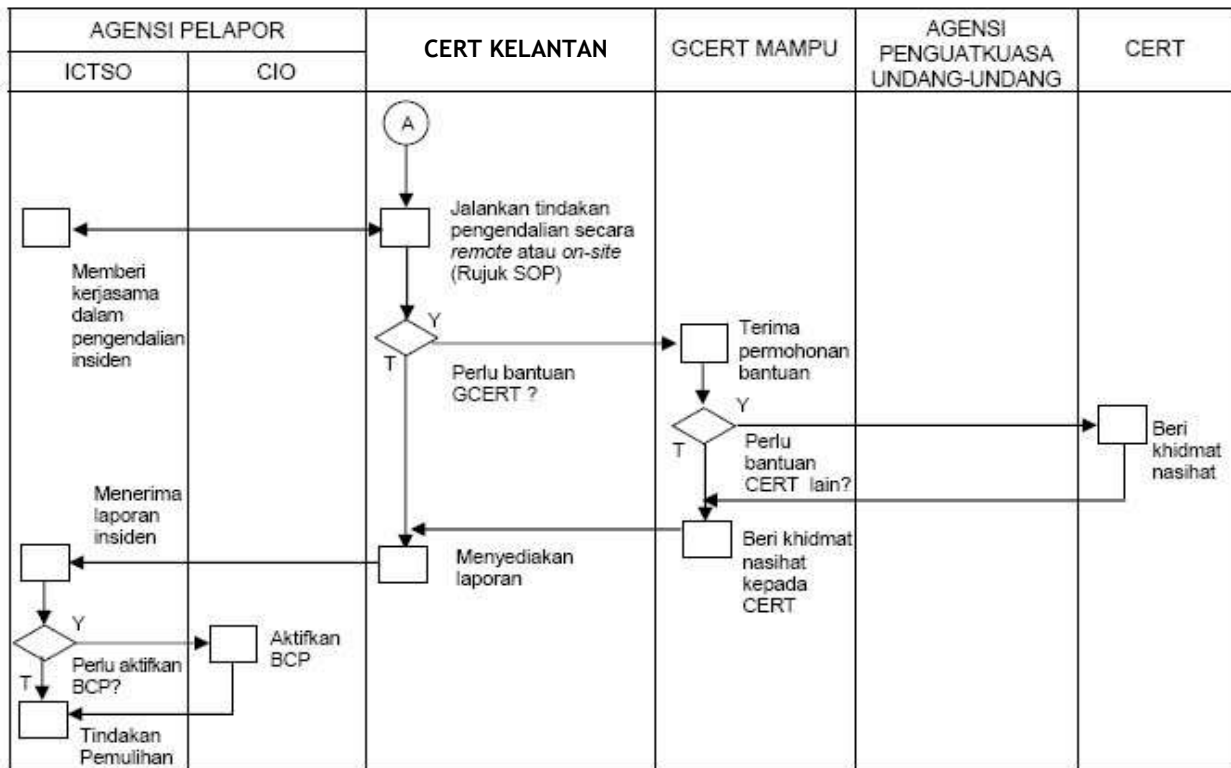 AGENSI PELAPOR
ICTSO
CIO
CERT KELANTAN
GCERT MAMPU
AGENSI
PENGUATKUASA
UNDANG-UNDANG
CERT
A
Jalankan tindakan
pengendalian secara
remote atau on-site
(Rujuk SOP)
Memberi
kerjasama
dalam
pengendalian
insiden
Y
T
Perlu bantuan
GCERT ?
Terima
permohonan
bantuan
Y
T
Perlu
bantuan
CERT lain?
Beri
khidmat
nasihat
Beri khidmat
nasihat
kepada
CERT
Menyediakan
laporan
Menerima
laporan
insiden
Y
T
Perlu aktifkan
BCP?
Aktifkan
BCP
Tindakan
Pemulihan